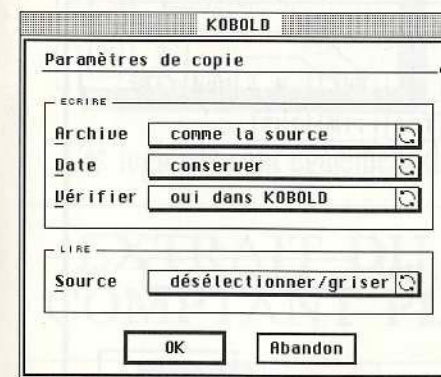 KOBOLD
Paramètres de copie
ECRIRE
Archive comme la source
Date conserver
Vérifier oui dans KOBOLD
LIRE
Source désélectionner/griser
OK Abandon